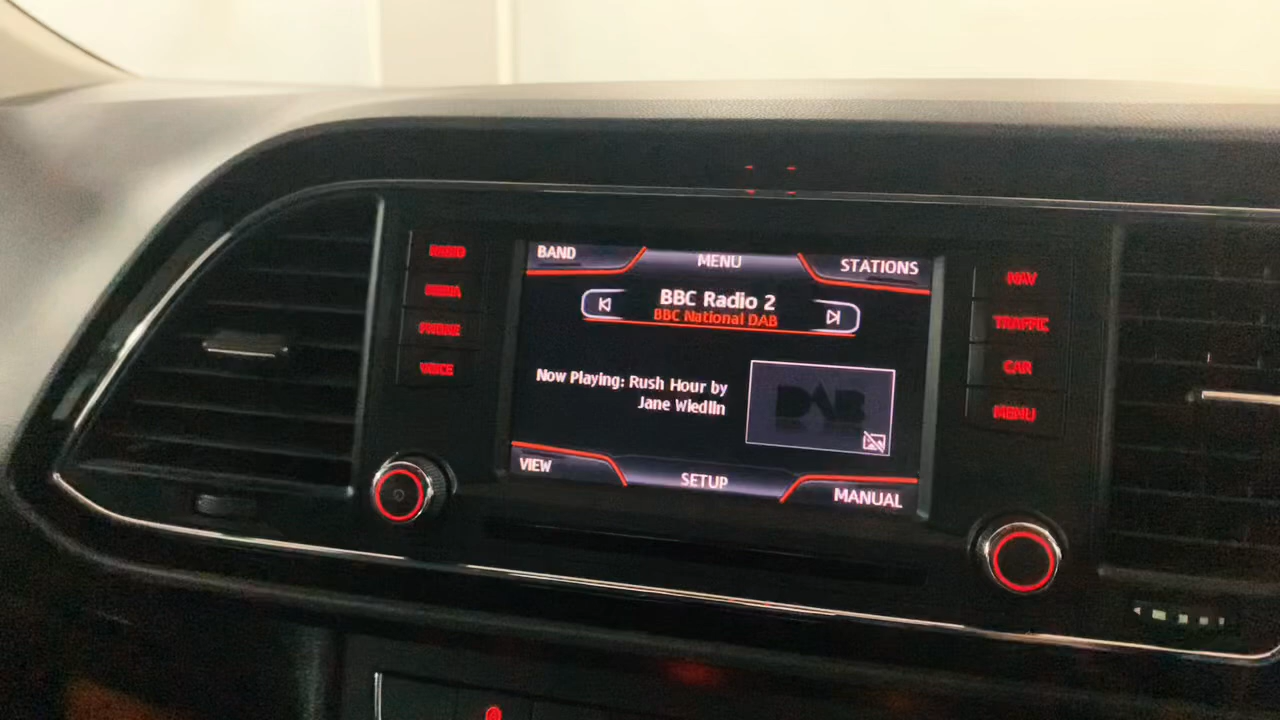 BAND
MENU
STATIONS
BBC Radio 2
BBC National DAB
Now Playing: Rush Hour by
Jane Wiedlin
DAB
VIEW
SETUP
MANUAL
RADIO
MEDIA
PHONE
VOICE
NAV
TRAFFIC
CAR
MENU